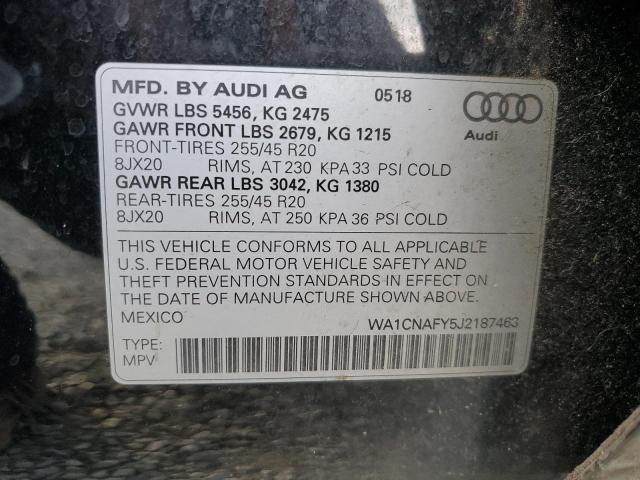 MFD. BY AUDI AG 0518
GVWR LBS 5456, KG 2475
GAWR FRONT LBS 2679, KG 1215
Audi
FRONT-TIRES 255/45 R20
8JX20 RIMS, AT 230 KPA 33 PSI COLD
GAWR REAR LBS 3042, KG 1380
REAR-TIRES 255/45 R20
8JX20 RIMS, AT 250 KPA 36 PSI COLD
THIS VEHICLE CONFORMS TO ALL APPLICABLE
U.S. FEDERAL MOTOR VEHICLE SAFETY AND
THEFT PREVENTION STANDARDS IN EFFECT ON
THE DATE OF MANUFACTURE SHOWN ABOVE.
MEXICO WA1CNAFY5J2187463
TYPE:
MPV